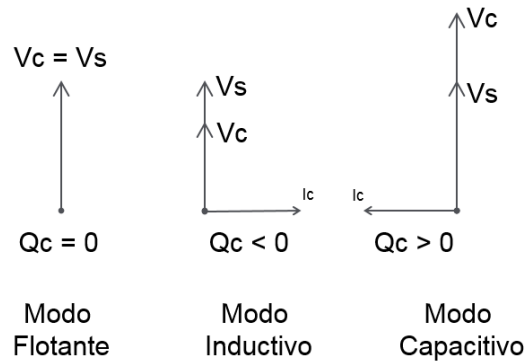 Vc = Vs
Qc = 0
Modo
Flotante
Vs
Vc
Ic
Qc < 0
Modo
Inductivo
Vc
Vs
Ic
Qc > 0
Modo
Capacitivo